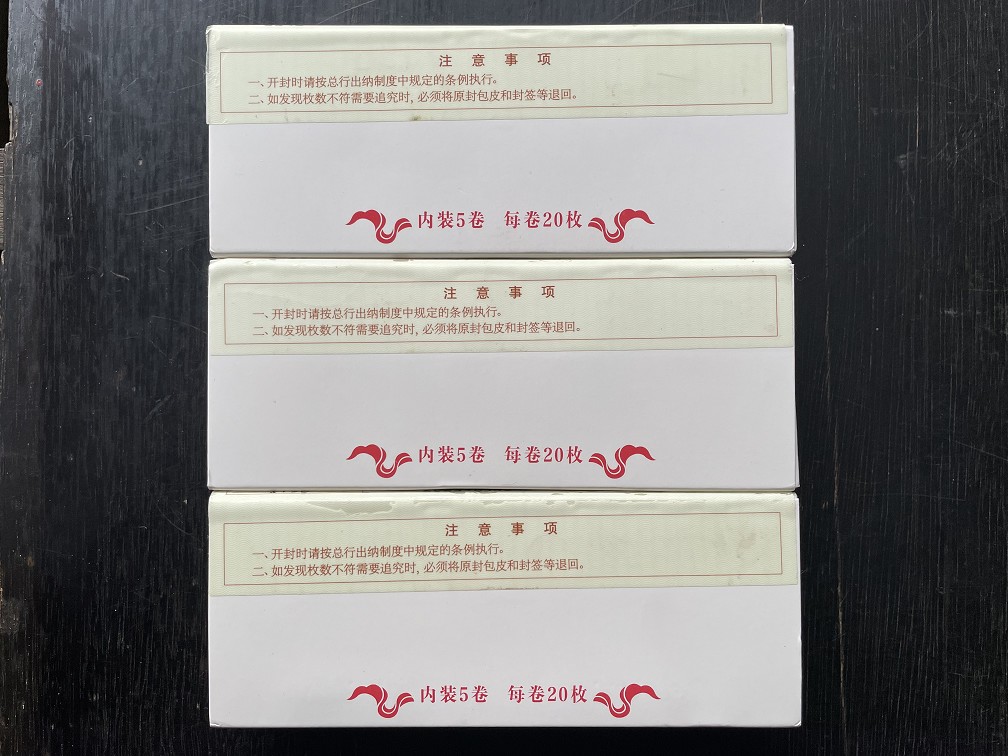 注意事项
一、开封时请按总行出纳制度中规定的条例执行。
二、如发现枚数不符需要追究时, 必须将原封包皮和封签等退回。
内装5卷 每卷20枚
注意事项
一、开封时请按总行出纳制度中规定的条例执行。
二、如发现枚数不符需要追究时, 必须将原封包皮和封签等退回。
内装5卷 每卷20枚
注意事项
一、开封时请按总行出纳制度中规定的条例执行。
二、如发现枚数不符需要追究时, 必须将原封包皮和封签等退回。
内装5卷 每卷20枚